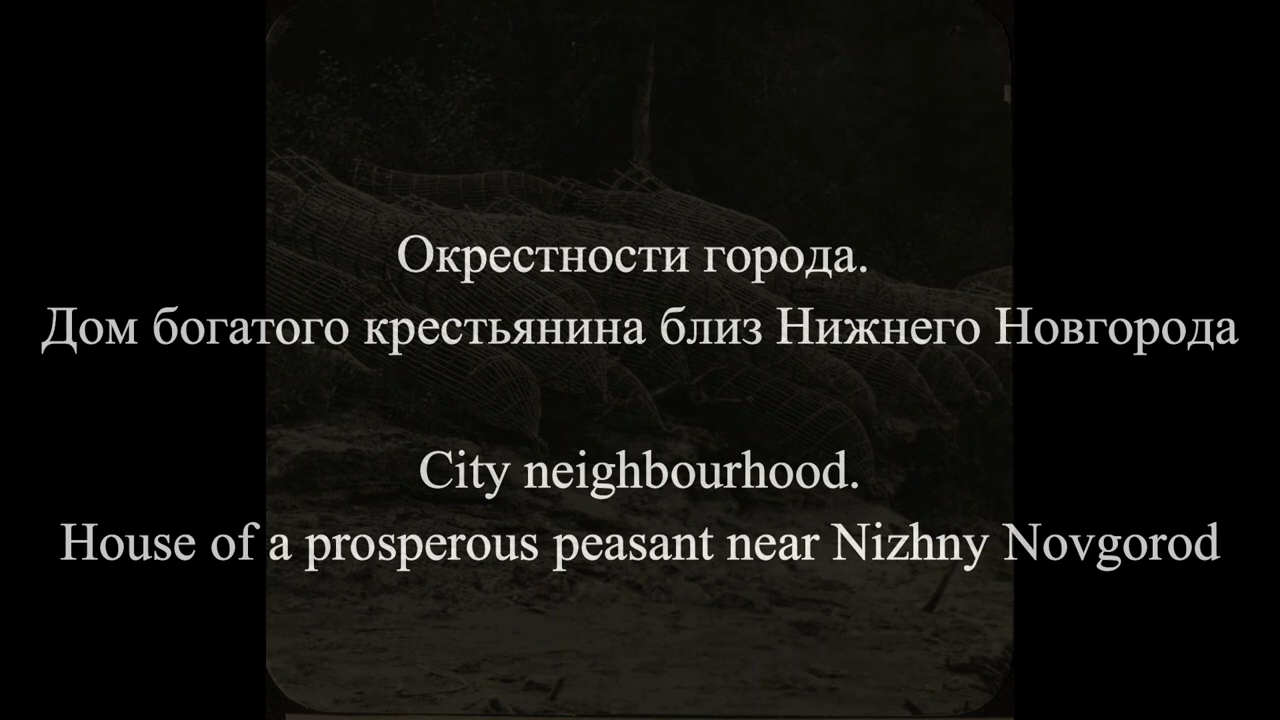 Окрестности города.
Дом богатого крестьянина близ Нижнего Новгорода
City neighbourhood.
House of a prosperous peasant near Nizhny Novgorod